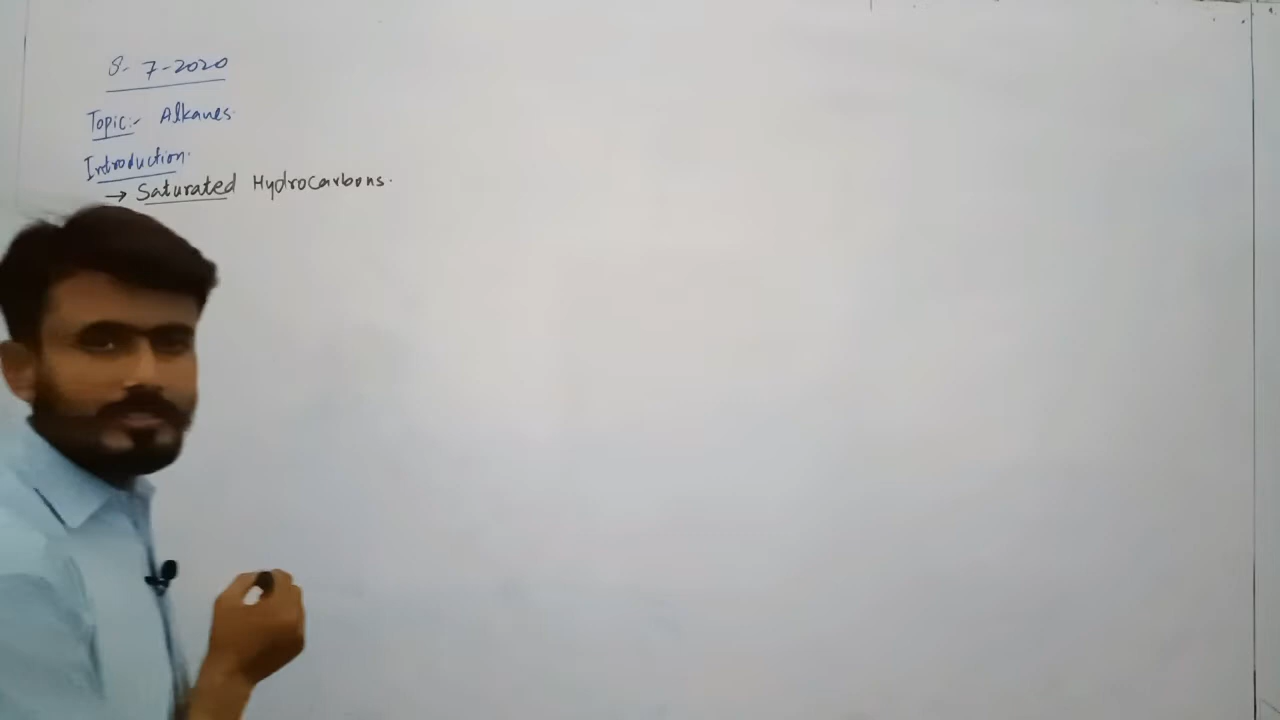 8-7-2020
Topic:- Alkanes.
Introduction.
→ Saturated Hydrocarbons.